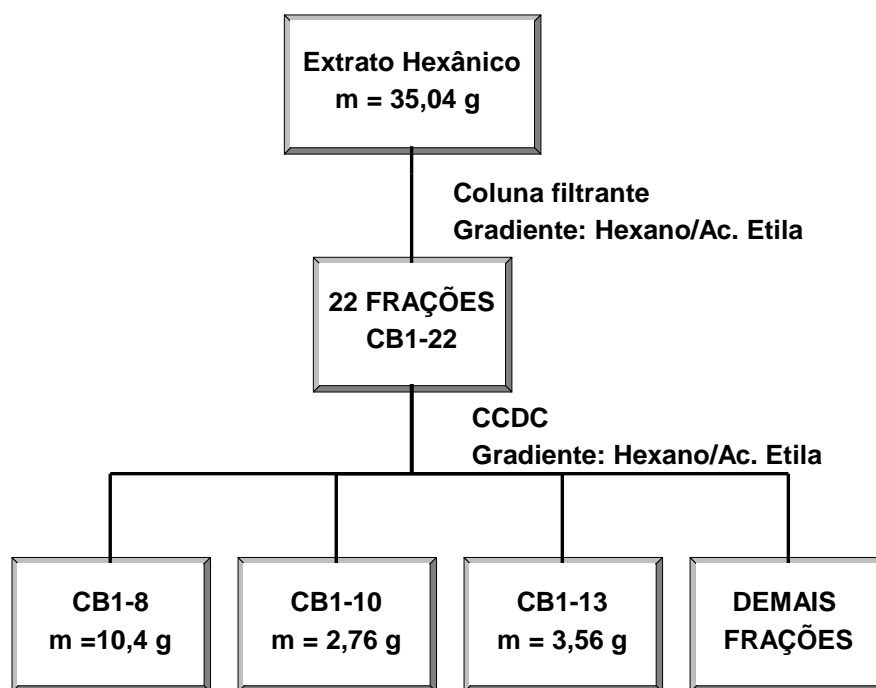 Extrato Hexânico
m = 35,04 g
Coluna filtrante
Gradiente: Hexano/Ac. Etila
22 FRAÇÕES
CB1-22
CCDC
Gradiente: Hexano/Ac. Etila
CB1-8
m =10,4 g
CB1-10
m = 2,76 g
CB1-13
m = 3,56 g
DEMAIS
FRAÇÕES